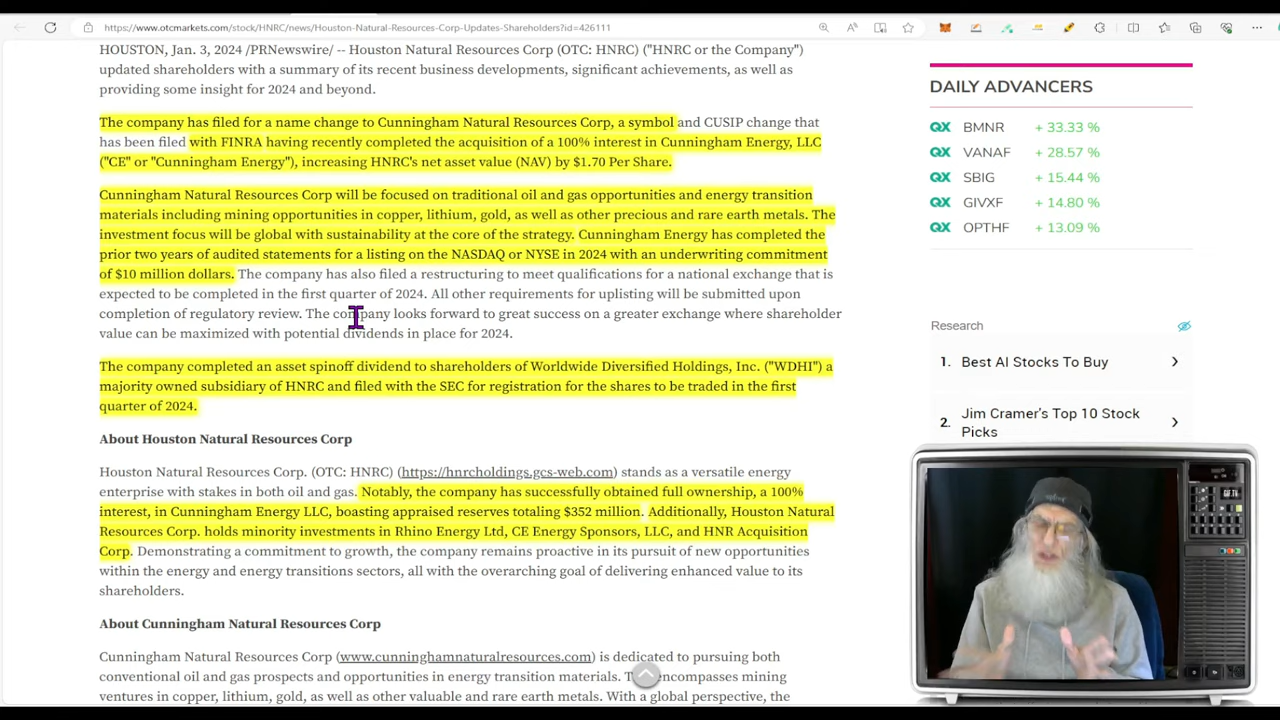 https://www.otcmarkets.com/stock/HNRC/news/Houston-Natural-Resources-Corp-Updates-Shareholders?id=426111
HOUSTON, Jan. 3, 2024 /PRNewswire/ -- Houston Natural Resources Corp (OTC: HNRC) ("HNRC or the Company")
updated shareholders with a summary of its recent business developments, significant achievements, as well as
providing some insight for 2024 and beyond.
The company has filed for a name change to Cunningham Natural Resources Corp, a symbol and CUSIP change that
has been filed with FINRA having recently completed the acquisition of a 100% interest in Cunningham Energy, LLC
("CE" or "Cunningham Energy"), increasing HNRC's net asset value (NAV) by $1.70 Per Share.
Cunningham Natural Resources Corp will be focused on traditional oil and gas opportunities and energy transition
materials including mining opportunities in copper, lithium, gold, as well as other precious and rare earth metals. The
investment focus will be global with sustainability at the core of the strategy. Cunningham Energy has completed the
prior two years of audited statements for a listing on the NASDAQ or NYSE in 2024 with an underwriting commitment
of $10 million dollars. The company has also filed a restructuring to meet qualifications for a national exchange that is
expected to be completed in the first quarter of 2024. All other requirements for uplisting will be submitted upon
completion of regulatory review. The company looks forward to great success on a greater exchange where shareholder
value can be maximized with potential dividends in place for 2024.
The company completed an asset spinoff dividend to shareholders of Worldwide Diversified Holdings, Inc. ("WDHI") a
majority owned subsidiary of HNRC and filed with the SEC for registration for the shares to be traded in the first
quarter of 2024.
About Houston Natural Resources Corp
Houston Natural Resources Corp. (OTC: HNRC) (https://hnrcholdings.gcs-web.com) stands as a versatile energy
enterprise with stakes in both oil and gas. Notably, the company has successfully obtained full ownership, a 100%
interest, in Cunningham Energy LLC, boasting appraised reserves totaling $352 million. Additionally, Houston Natural
Resources Corp. holds minority investments in Rhino Energy Ltd, CE Energy Sponsors, LLC, and HNR Acquisition
Corp. Demonstrating a commitment to growth, the company remains proactive in its pursuit of new opportunities
within the energy and energy transitions sectors, all with the overarching goal of delivering enhanced value to its
shareholders.
About Cunningham Natural Resources Corp
Cunningham Natural Resources Corp (www.cunninghamnaturalresources.com) is dedicated to pursuing both
conventional oil and gas prospects and opportunities in energy transition materials. encompasses mining
ventures in copper, lithium, gold, as well as other valuable and rare earth metals. With a global perspective, the
DAILY ADVANCERS
QX BMNR + 33.33 %
QX VANAF + 28.57 %
QX SBIG + 15.44 %
QX GIVXF + 14.80 %
QX OPTHF + 13.09 %
Research
1. Best AI Stocks To Buy
2. Jim Cramer's Top 10 Stock
Picks